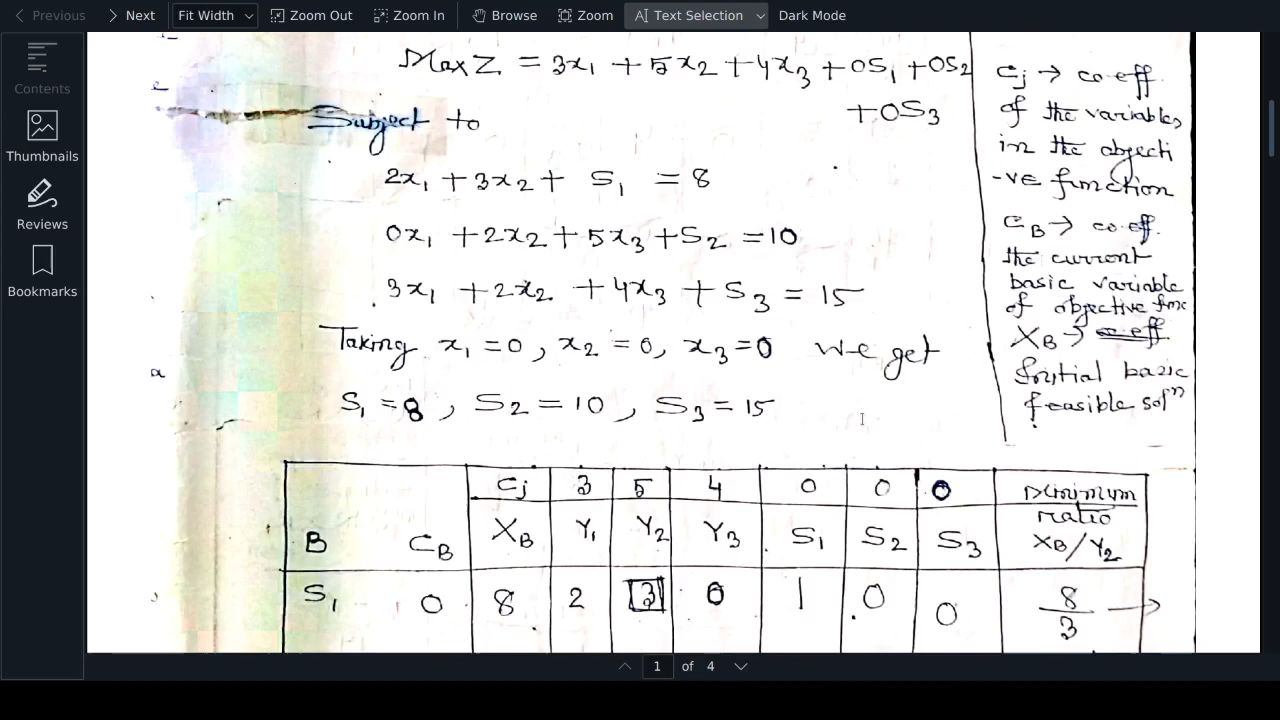 Previous Next Fit Width Zoom Out Zoom In Browse Zoom Text Selection Dark Mode
Contents
Thumbnails
Reviews
Bookmarks
Max Z = 3x₁ + 5x₂ + 4x₃ + 0S₁ + 0S₂
+ 0S₃
Subject to
2x₁ + 3x₂ + S₁ = 8
0x₁ + 2x₂ + 5x₃ + S₂ = 10
3x₁ + 2x₂ + 4x₃ + S₃ = 15
Taking x₁ = 0, x₂ = 0, x₃ = 0 we get
S₁ = 8, S₂ = 10, S₃ = 15
Cj → co-eff.
of the variables
in the objecti
-ve function
CB → co-eff.
the current
basic variable
of objective func
XB → co-eff.
Initial basic
feasible solⁿ
Cj 3 5 4 0 0 0 Minimum
ratio
B CB XB Y₁ Y₂ Y₃ S₁ S₂ S₃ XB/Y₂
S₁ 0 8 2 3 0 1 0 0 8/3 →
1 of 4